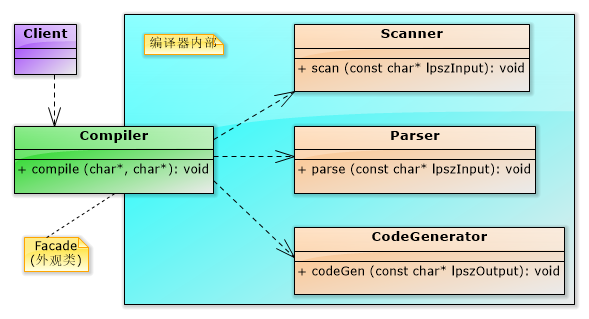 Client
编译器内部
Scanner
+ scan (const char* lpszInput): void
Compiler
+ compile (char*, char*): void
Parser
+ parse (const char* lpszInput): void
Facade
(外观类)
CodeGenerator
+ codeGen (const char* lpszOutput): void